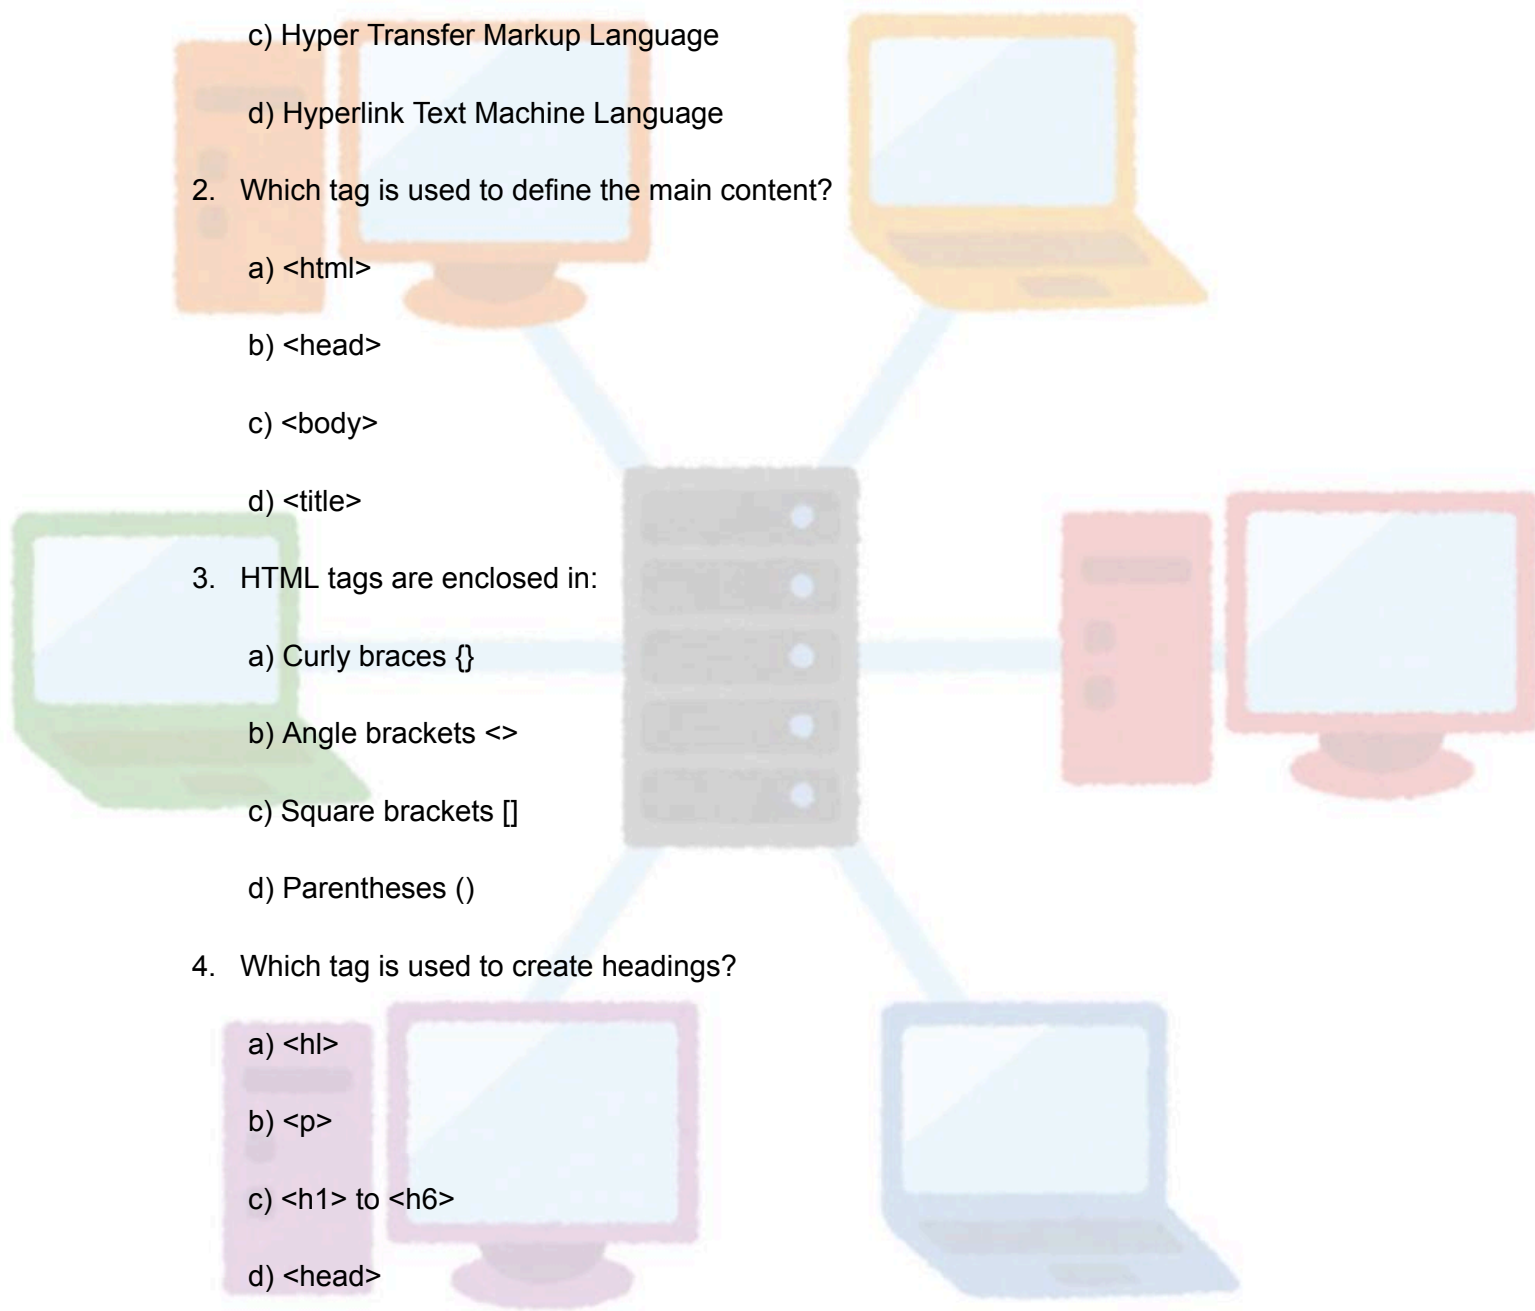 c) Hyper Transfer Markup Language
d) Hyperlink Text Machine Language
2. Which tag is used to define the main content?
a) <html>
b) <head>
c) <body>
d) <title>
3. HTML tags are enclosed in:
a) Curly braces {}
b) Angle brackets <>
c) Square brackets []
d) Parentheses ()
4. Which tag is used to create headings?
a) <hl>
b) <p>
c) <h1> to <h6>
d) <head>